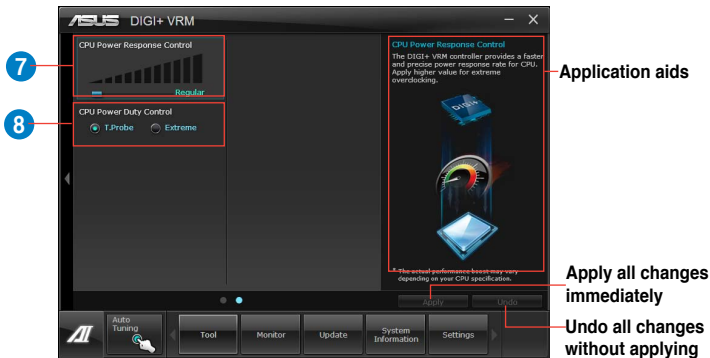 ASUS DIGI+ VRM
7
CPU Power Response Control
Regular
8
CPU Power Duty Control
T.Probe
Extreme
CPU Power Response Control
The DIGI+ VRM controller provides a faster
and precise power response rate for CPU.
Apply higher value for extreme
overclocking.
DIGI+
* The actual performance boost may vary
depending on your CPU specification.
Application aids
Apply
Undo
Apply all changes
immediately
Undo all changes
without applying
AI
Auto
Tuning
Tool
Monitor
Update
System
Information
Settings